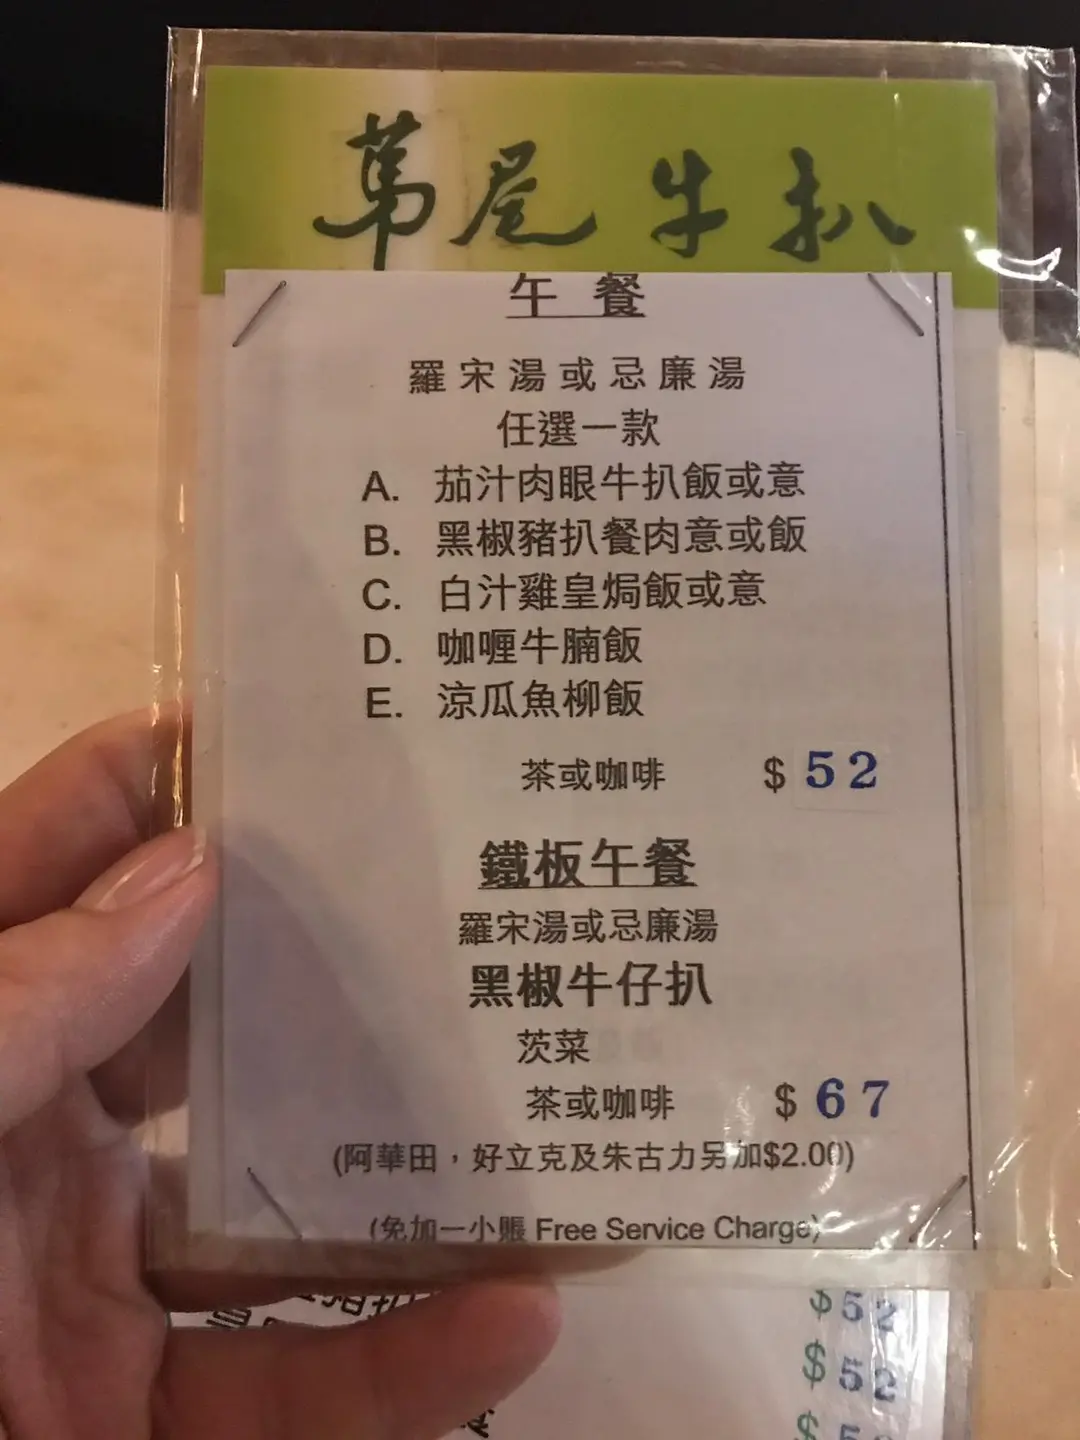 牛扒
午餐
羅宋湯或忌廉湯
任選一款
A. 茄汁肉眼牛扒飯或意
B. 黑椒豬扒餐肉意或飯
C. 白汁雞皇焗飯或意
D. 咖喱牛腩飯
E. 涼瓜魚柳飯
茶或咖啡 $52
鐵板午餐
羅宋湯或忌廉湯
黑椒牛仔扒
茨菜
茶或咖啡 $67
(阿華田，好立克及朱古力另加$2.00)
(免加一小賬 Free Service Charge)
$52
$52